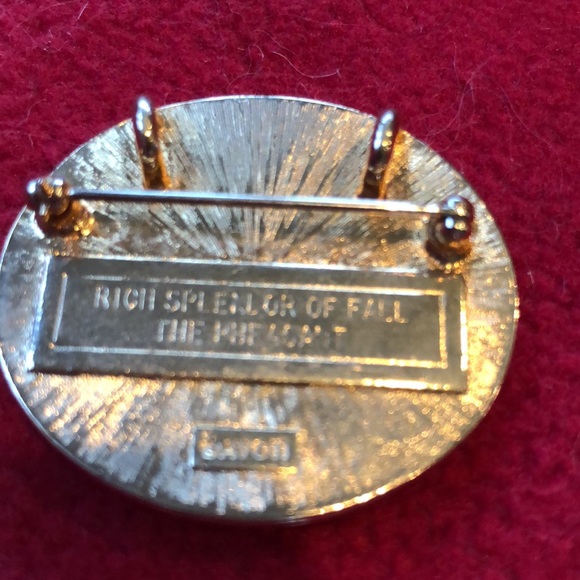 RICH SPLENDOR OF FALL
THE PHEASANT
©AVON